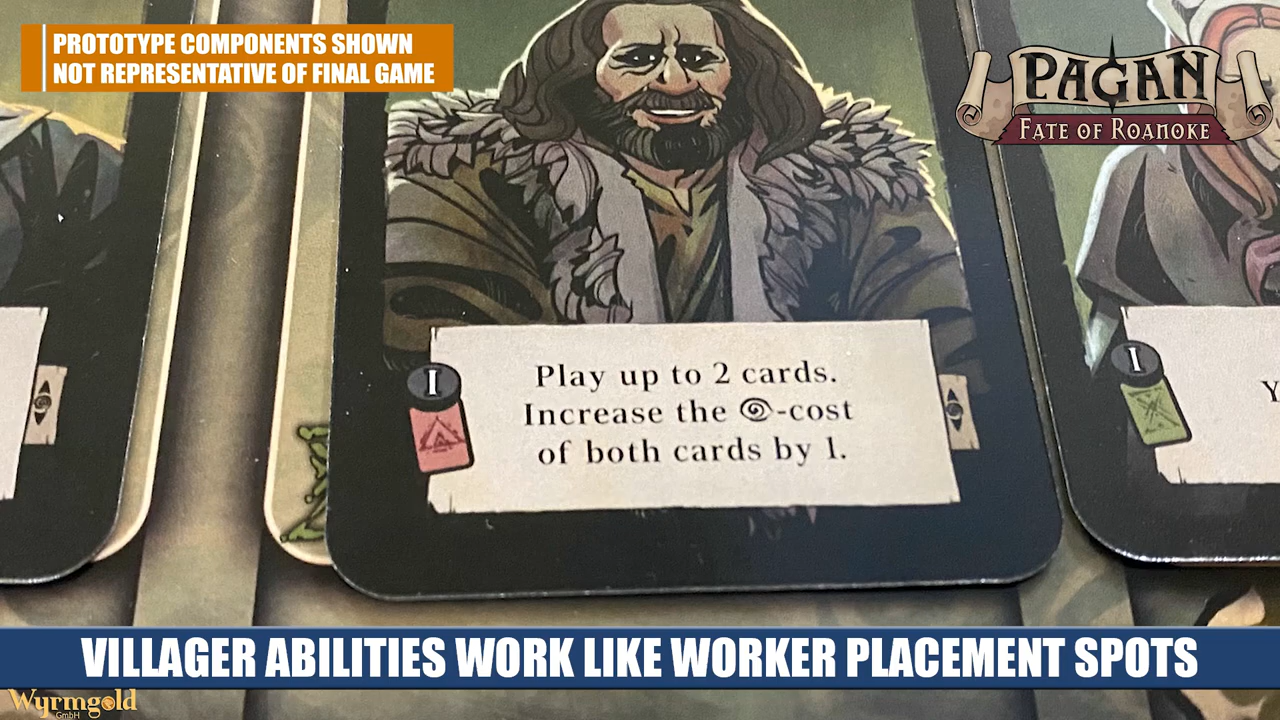 PROTOTYPE COMPONENTS SHOWN
NOT REPRESENTATIVE OF FINAL GAME
PAGAN
FATE OF ROANOKE
I
Play up to 2 cards.
Increase the -cost
of both cards by 1.
I
Y
VILLAGER ABILITIES WORK LIKE WORKER PLACEMENT SPOTS
Wyrmgold
GmbH